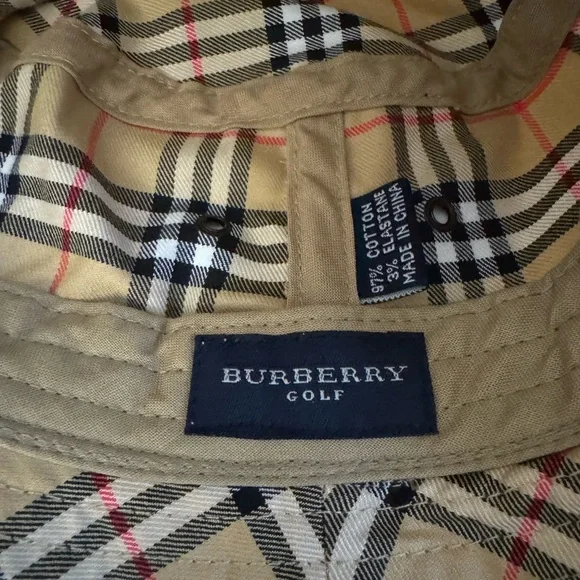 97% COTTON
3% ELASTANE
MADE IN CHINA
BURBERRY
GOLF